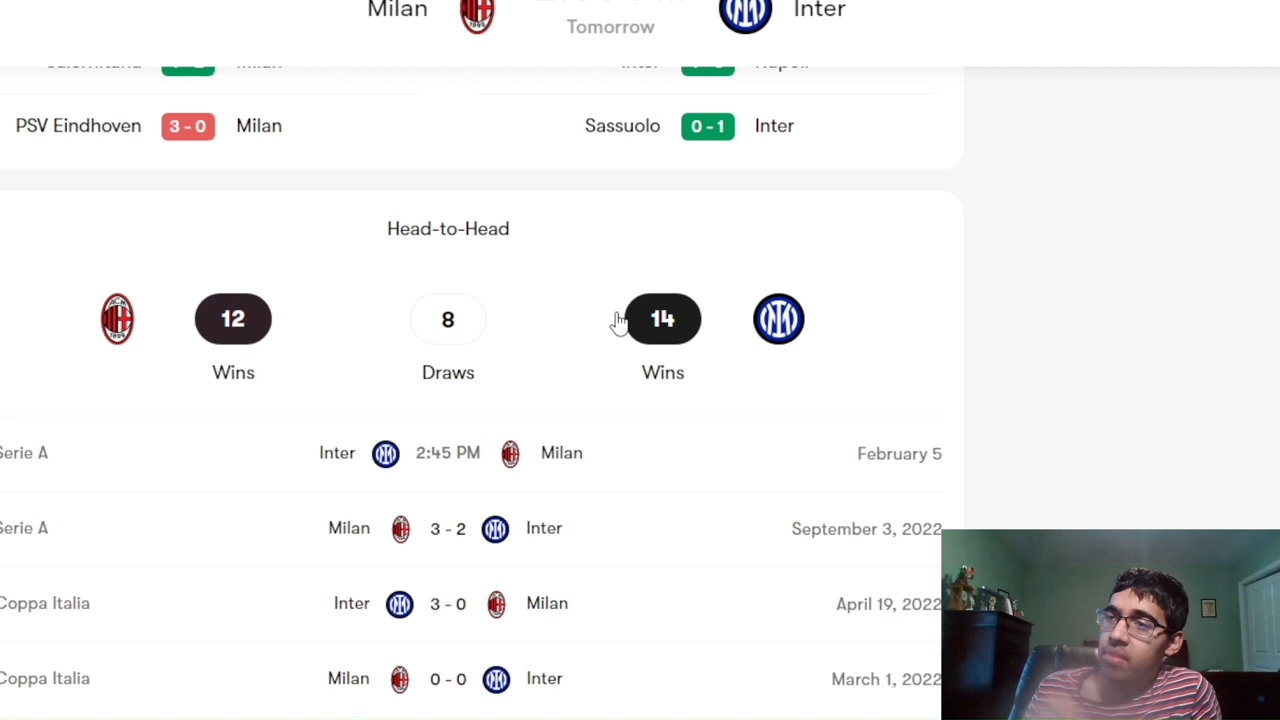 Milan Inter
Tomorrow
PSV Eindhoven 3 - 0 Milan Sassuolo 0 - 1 Inter
Head-to-Head
12 8 14
Wins Draws Wins
Serie A Inter 2:45 PM Milan February 5
Serie A Milan 3 - 2 Inter September 3, 2022
Coppa Italia Inter 3 - 0 Milan April 19, 2022
Coppa Italia Milan 0 - 0 Inter March 1, 2022